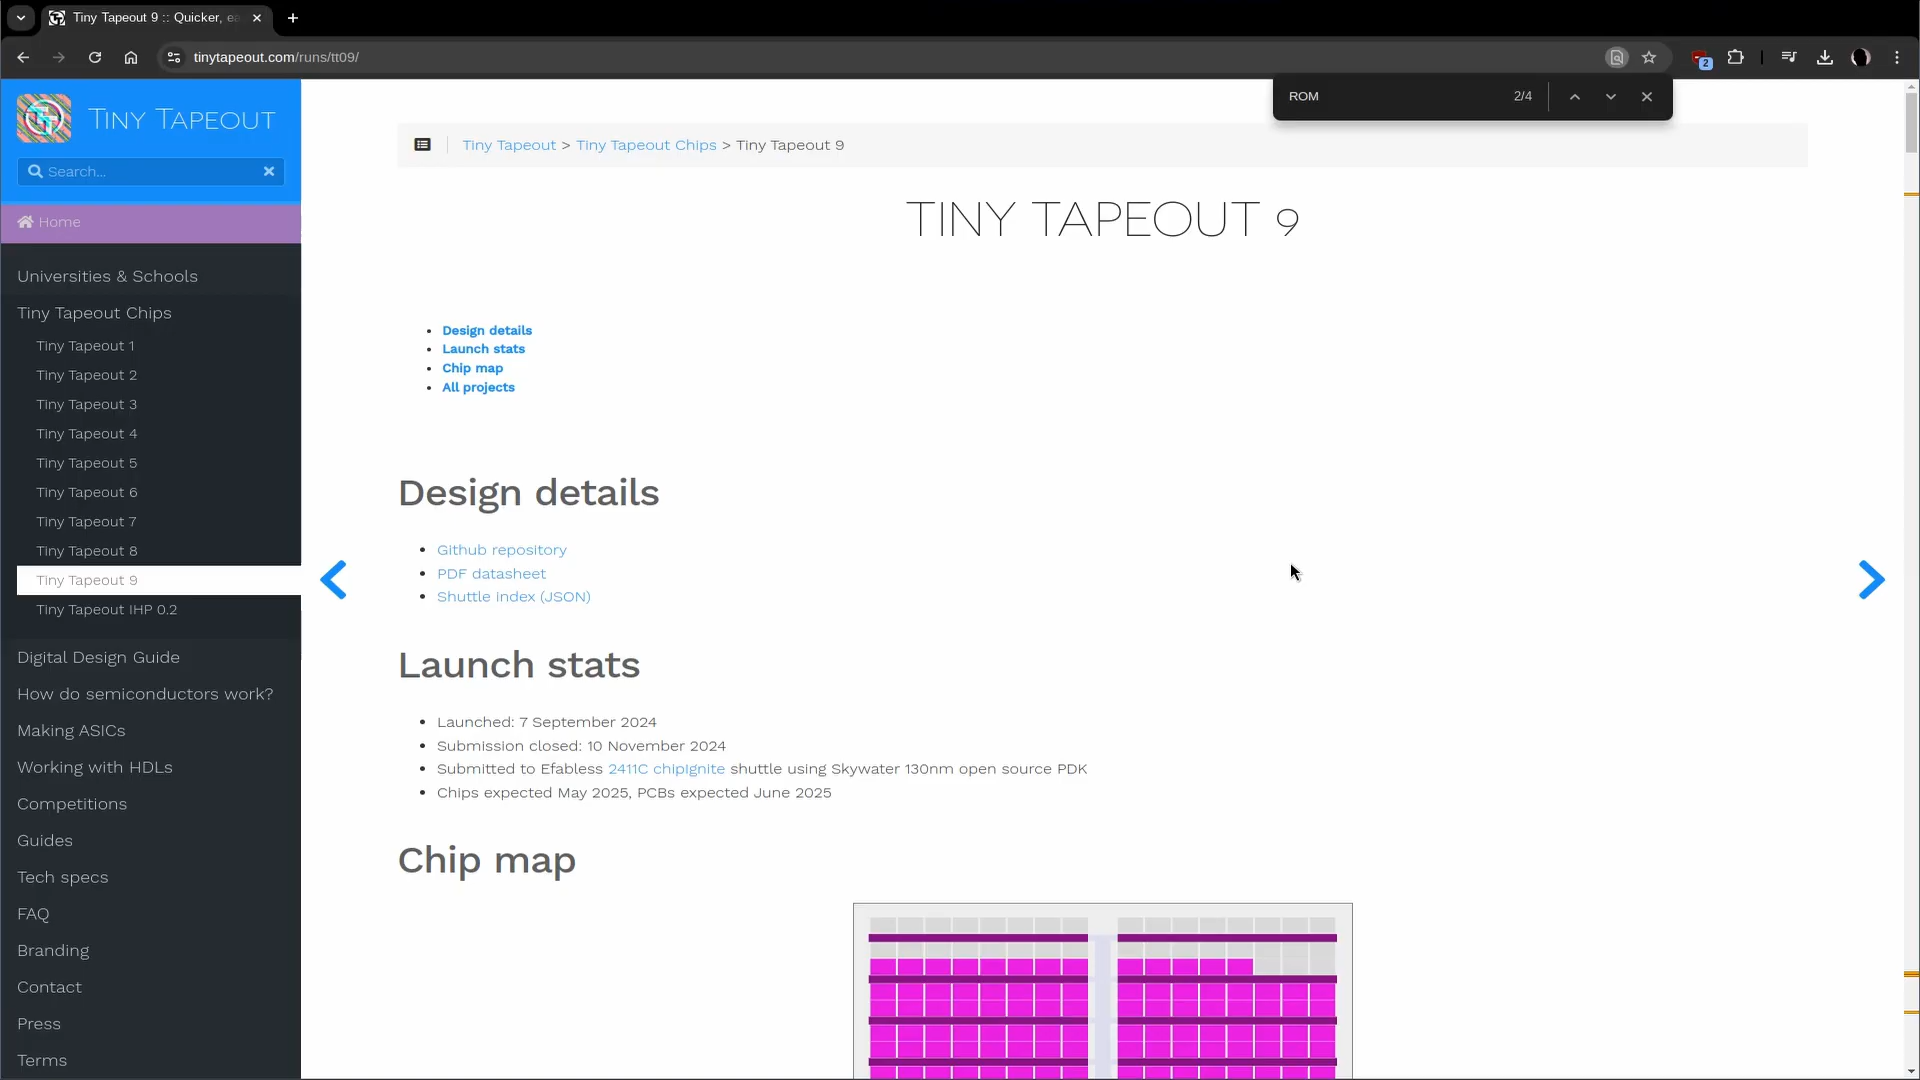 Tiny Tapeout 9 :: Quicker, ea
tinytapeout.com/runs/tt09/
2
ROM 2/4
TINY TAPEOUT
Search...
Home
Universities & Schools
Tiny Tapeout Chips
Tiny Tapeout 1
Tiny Tapeout 2
Tiny Tapeout 3
Tiny Tapeout 4
Tiny Tapeout 5
Tiny Tapeout 6
Tiny Tapeout 7
Tiny Tapeout 8
Tiny Tapeout 9
Tiny Tapeout IHP 0.2
Digital Design Guide
How do semiconductors work?
Making ASICs
Working with HDLs
Competitions
Guides
Tech specs
FAQ
Branding
Contact
Press
Terms
Tiny Tapeout > Tiny Tapeout Chips > Tiny Tapeout 9
TINY TAPEOUT 9
Design details
Launch stats
Chip map
All projects
Design details
Github repository
PDF datasheet
Shuttle index (JSON)
Launch stats
Launched: 7 September 2024
Submission closed: 10 November 2024
Submitted to Efabless 2411C chipIgnite shuttle using Skywater 130nm open source PDK
Chips expected May 2025, PCBs expected June 2025
Chip map